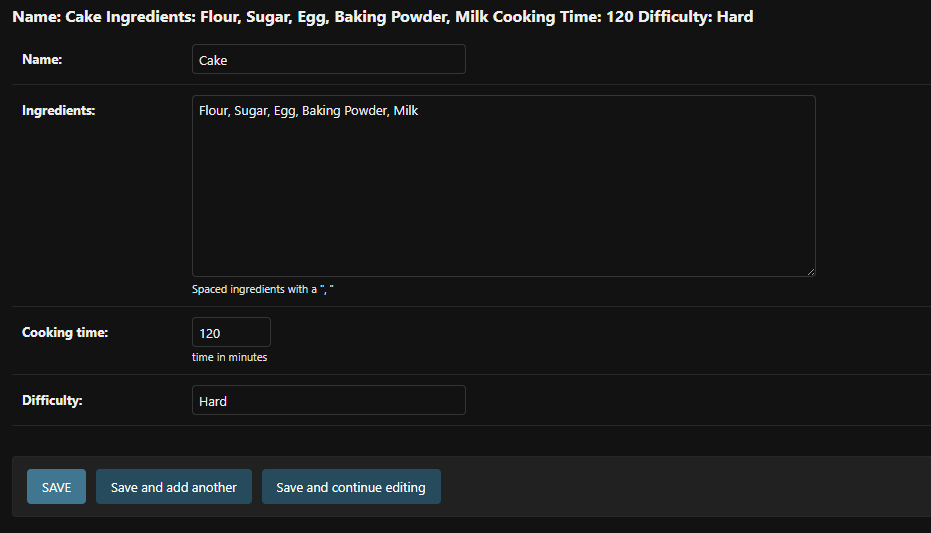 Name: Cake Ingredients: Flour, Sugar, Egg, Baking Powder, Milk Cooking Time: 120 Difficulty: Hard
Name: Cake
Ingredients: Flour, Sugar, Egg, Baking Powder, Milk
Spaced ingredients with a ", "
Cooking time: 120
time in minutes
Difficulty: Hard
SAVE Save and add another Save and continue editing